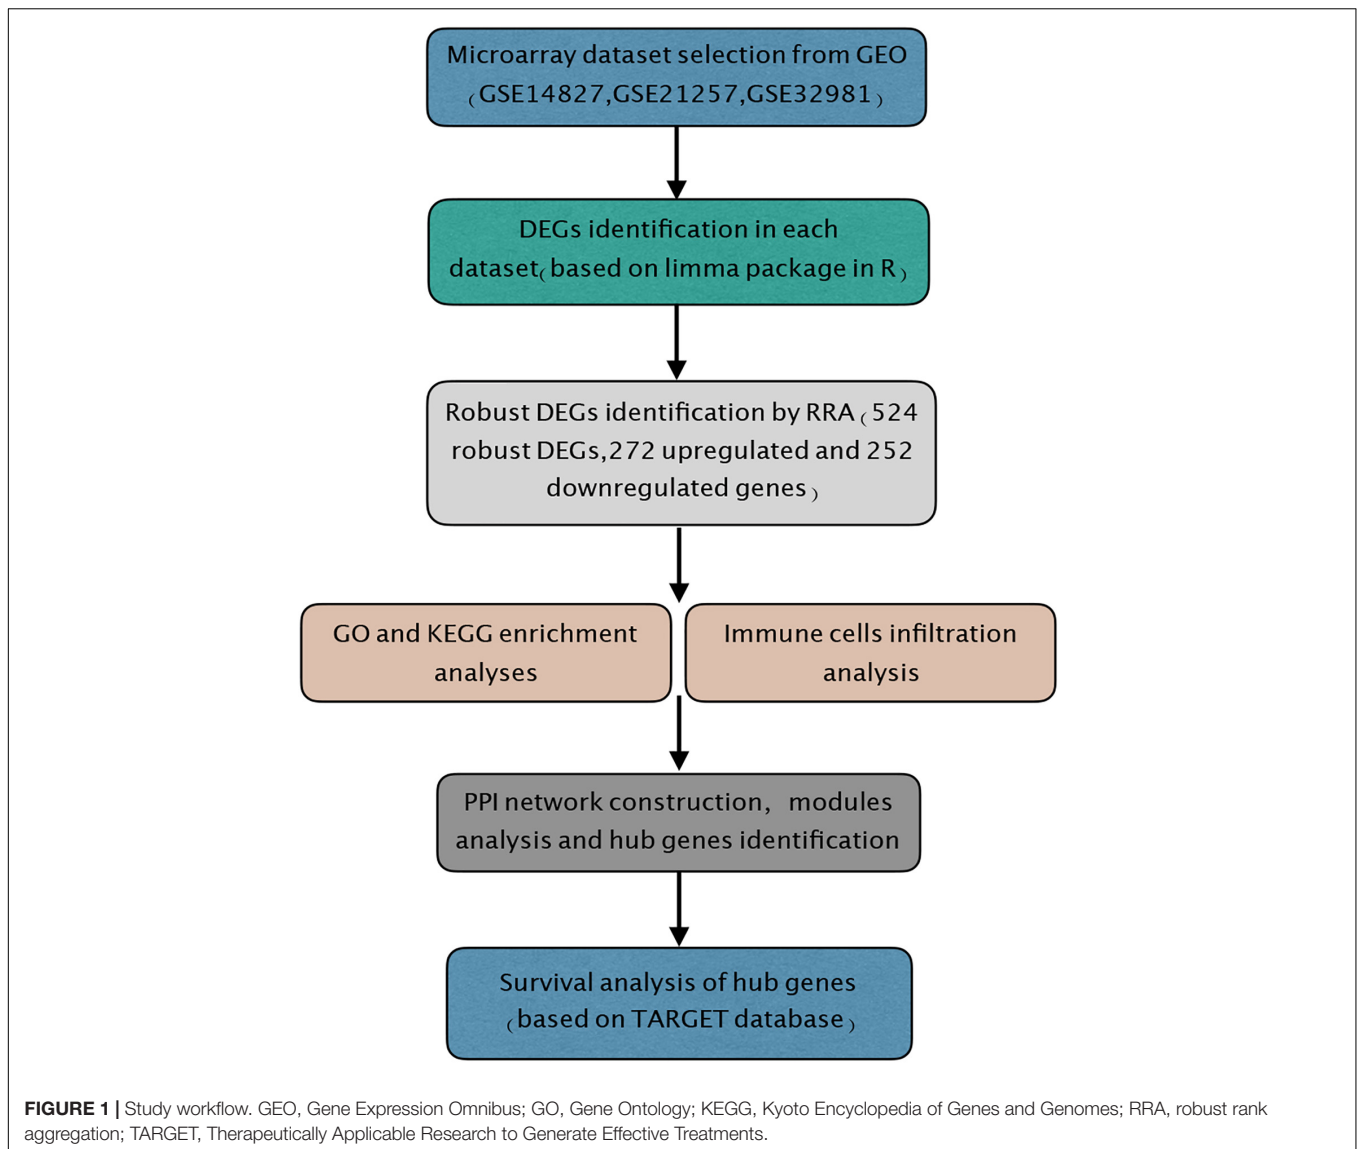 Microarray dataset selection from GEO
(GSE14827,GSE21257,GSE32981)
DEGs identification in each
dataset(based on limma package in R)
Robust DEGs identification by RRA(524
robust DEGs,272 upregulated and 252
downregulated genes)
GO and KEGG enrichment
analyses
Immune cells infiltration
analysis
PPI network construction, modules
analysis and hub genes identification
Survival analysis of hub genes
(based on TARGET database)
FIGURE 1 | Study workflow. GEO, Gene Expression Omnibus; GO, Gene Ontology; KEGG, Kyoto Encyclopedia of Genes and Genomes; RRA, robust rank
aggregation; TARGET, Therapeutically Applicable Research to Generate Effective Treatments.